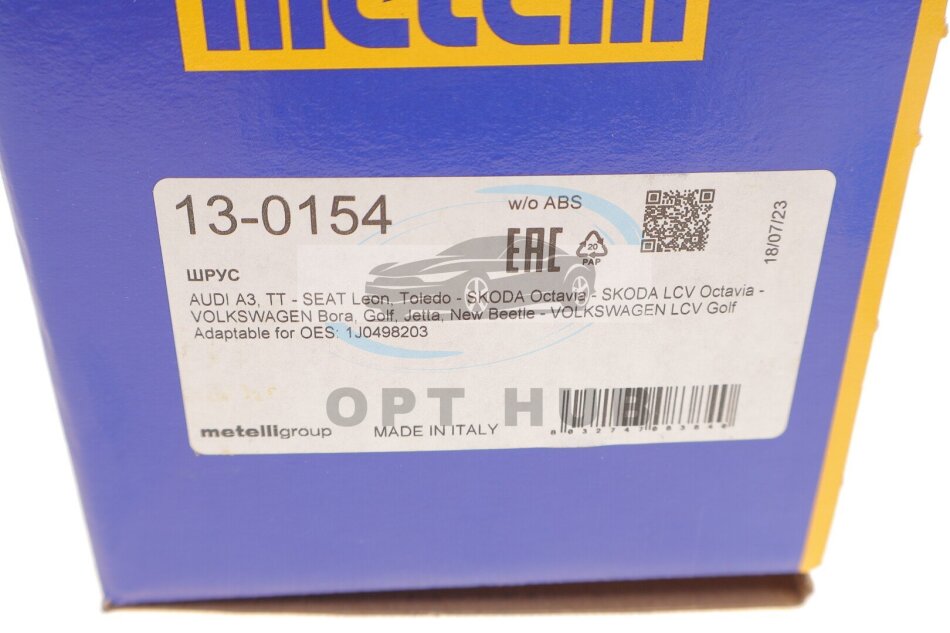 metelli
13-0154
w/o ABS
EAC
20
PAP
18/07/23
ШРУС
AUDI A3, TT - SEAT Leon, Toledo - SKODA Octavia - SKODA LCV Octavia -
VOLKSWAGEN Bora, Golf, Jetta, New Beetle - VOLKSWAGEN LCV Golf
Adaptable for OES: 1J0498203
OPT HUB
metelligroup
MADE IN ITALY